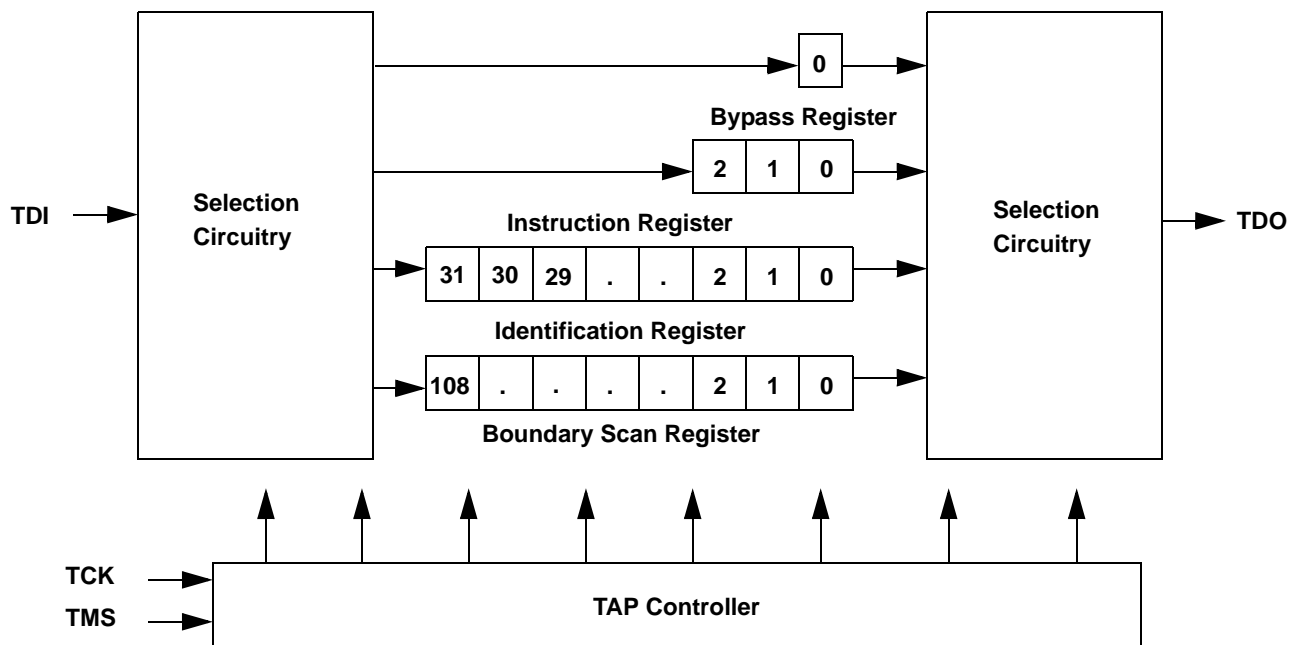 0
Bypass Register
2 1 0
TDI
Selection
Circuitry
Instruction Register
Selection
Circuitry
TDO
31 30 29 . . 2 1 0
Identification Register
108 . . . . 2 1 0
Boundary Scan Register
TCK
TMS
TAP Controller